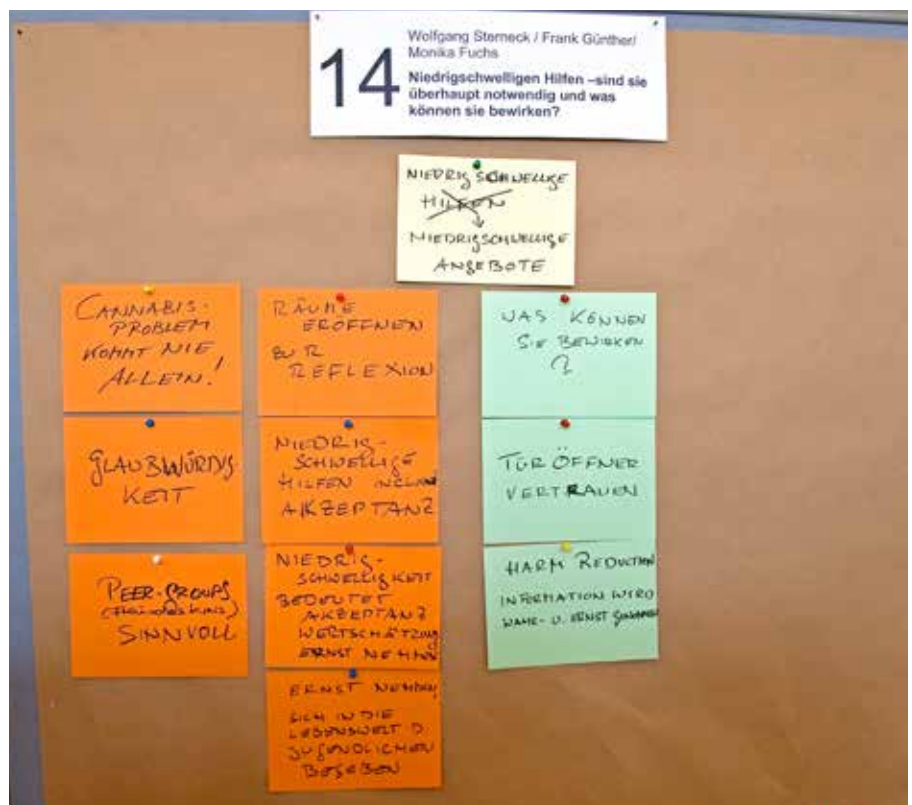 14
Wolfgang Sterneck / Frank Günther/
Monika Fuchs
Niedrigschwelligen Hilfen –sind sie
überhaupt notwendig und was
können sie bewirken?
NIEDRIGSCHWELLIGE
HILFEN
NIEDRIGSCHWELLIGE
ANGEBOTE
CANNABIS-
PROBLEM
KOMMT NIE
ALLEIN!
GLAUBWÜRDIG
KEIT
PEER-GROUPS
SINNVOLL
RÄUME
ERÖFFNEN
ZUR
REFLEXION
NIEDRIG-
SCHWELLIGE
HILFEN
AKZEPTANZ
NIEDRIG-
SCHWELLIGKEIT
BEDEUTET
AKZEPTANZ
WERTSCHÄTZUNG
ERNST NEHMEN
ERNST NEHMEN,
SICH IN DIE
LEBENSWELT D
JUGENDLICHEN
BEGEBEN
WAS KÖNNEN
SIE BEWIRKEN
?
TÜRÖFFNER
VERTRAUEN
HARM REDUCTION
INFORMATION WIRD
WAHR- U. ERNST GENOMMEN